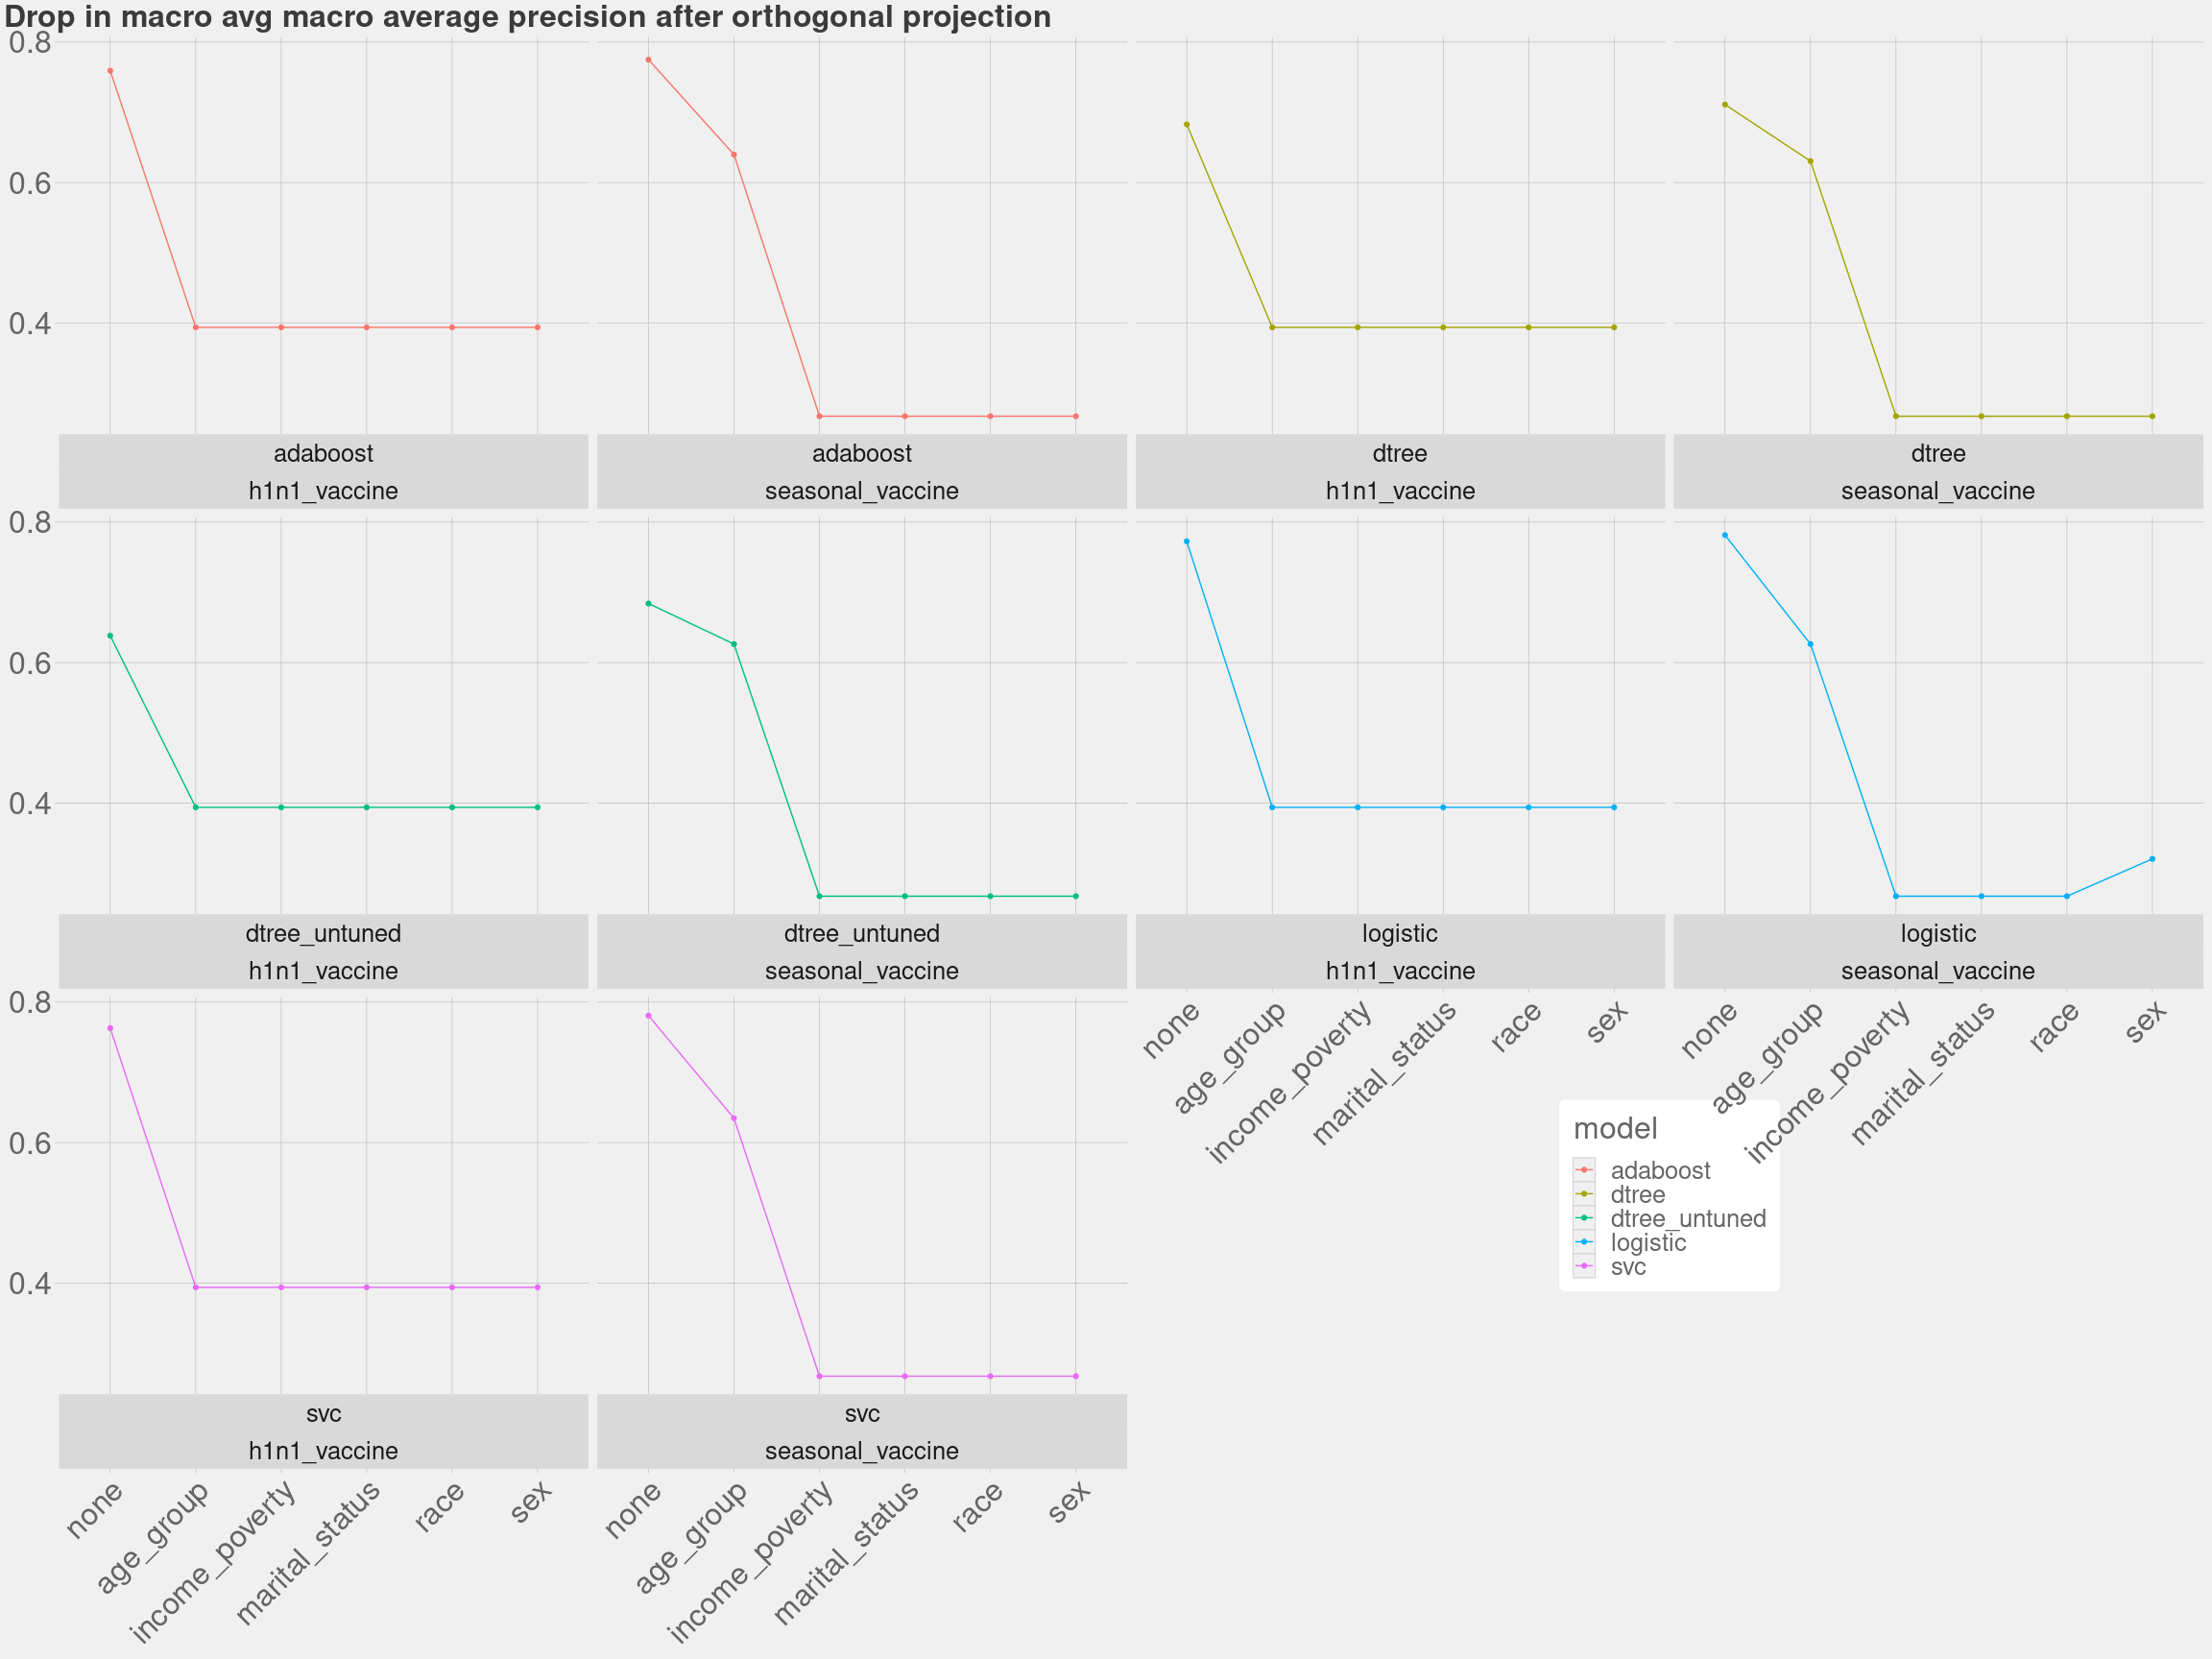 Drop in macro avg macro average precision after orthogonal projection
0.8
0.6
0.4
adaboost
h1n1_vaccine
adaboost
seasonal_vaccine
dtree
h1n1_vaccine
dtree
seasonal_vaccine
0.8
0.6
0.4
dtree_untuned
h1n1_vaccine
dtree_untuned
seasonal_vaccine
logistic
h1n1_vaccine
logistic
seasonal_vaccine
0.8
0.6
0.4
none
age_group
income_poverty
marital_status
race
sex
none
age_group
income_poverty
marital_status
race
sex
model
adaboost
dtree
dtree_untuned
logistic
svc
svc
h1n1_vaccine
svc
seasonal_vaccine
none
age_group
income_poverty
marital_status
race
sex
none
age_group
income_poverty
marital_status
race
sex